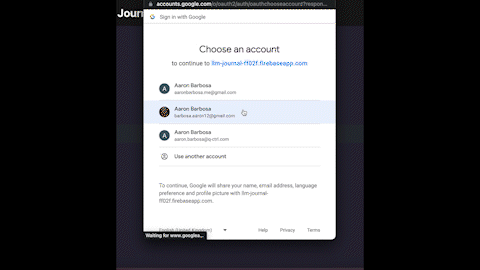 accounts.google.com/o/oauth2/auth/oauthchooseaccount?respon...
Jour
Sign in with Google
Choose an account
to continue to llm-journal-ff02f.firebaseapp.com
Aaron Barbosa
aaronbarbosa.me@gmail.com
Aaron Barbosa
barbosa.aaron12@gmail.com
Aaron Barbosa
aaron.barbosa@q-ctrl.com
Use another account
To continue, Google will share your name, email address, language
preference and profile picture with llm-journal-
ff02f.firebaseapp.com.
English (United Kingdom)
Help
Privacy
Terms
Waiting for www.googlea...